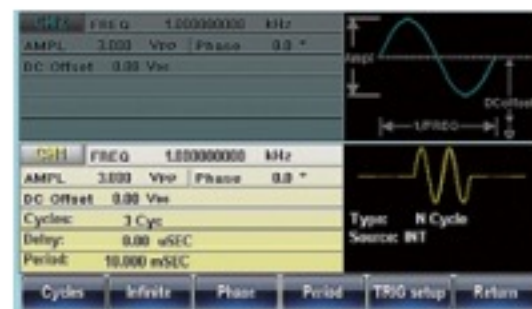 FREQ 1.000000000 kHz
AMPL 3.000 Vpp Phase 0.0 °
DC Offset 0.00 Vdc
Ampl
DCoffset
1/FREQ
FREQ 1.000000000 kHz
AMPL 3.000 Vpp Phase 0.0 °
DC Offset 0.00 Vdc
Cycles: 3 Cyc
Delay: 0.00 uSEC
Period: 10.000 mSEC
Type: N Cycle
Source: INT
Cycles Infinite Phase Period TRIG setup Return